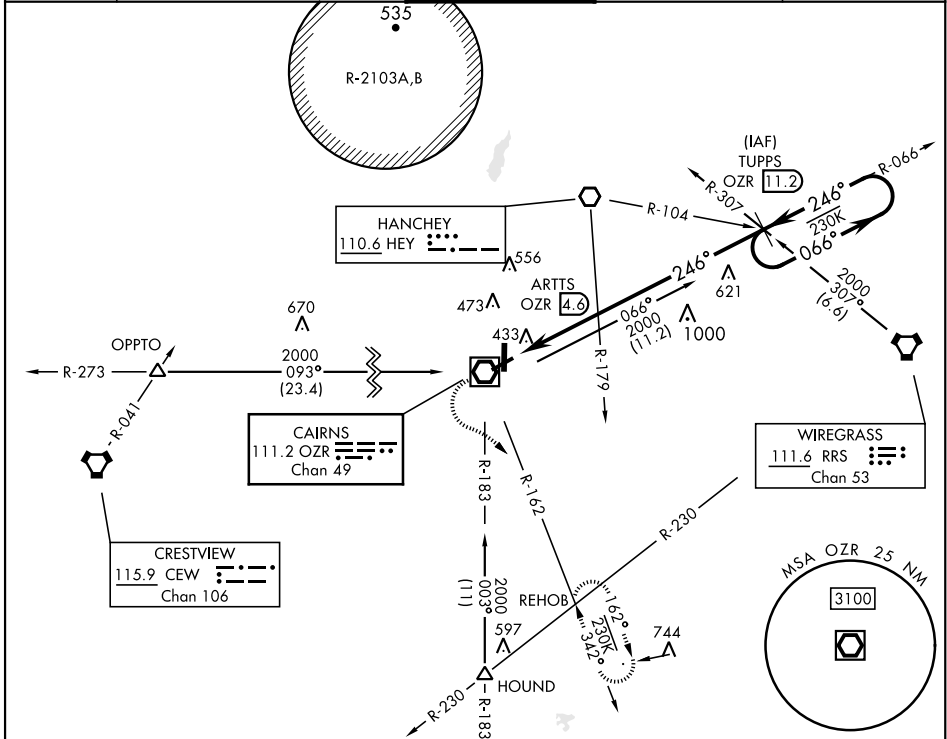 535
R-2103A,B
(IAF)
TUPPS
OZR 11.2
R-066
R-307
246°
230K
066°
R-104
HANCHEY
110.6 HEY
556
246°
621
2000
307°
(6.6)
ARTTS
OZR 4.6
473
066°
2000
(11.2)
1000
670
433
OPPTO
2000
093°
(23.4)
R-273
R-179
R-041
CAIRNS
111.2 OZR
Chan 49
WIREGRASS
111.6 RRS
Chan 53
R-183
R-162
R-230
CRESTVIEW
115.9 CEW
Chan 106
MSA OZR 25 NM
3100
2000
003°
(11)
REHOB
162°
230K
342°
597
744
HOUND
R-230
R-183